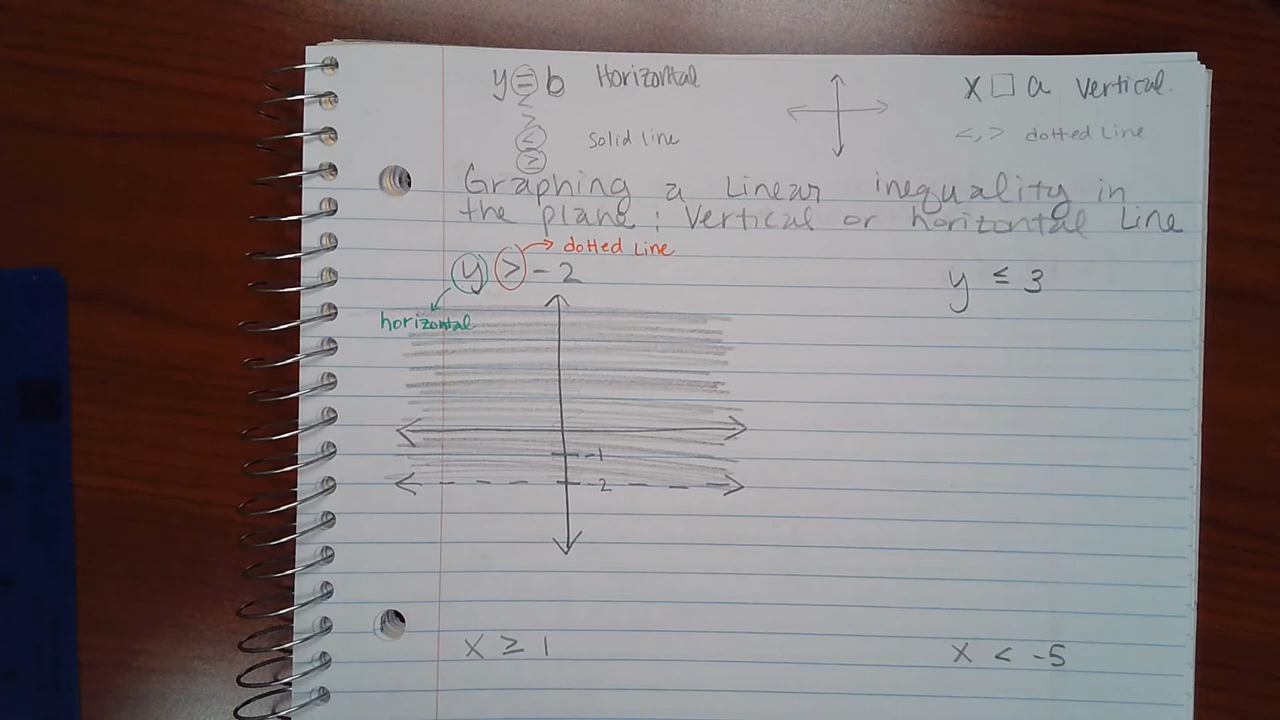 y = b Horizontal x □ a vertical.
<
>
≤ solid line <, > dotted Line
≥
Graphing a Linear inequality in
the plane: Vertical or horizontal Line
→ dotted Line
y > -2 y ≤ 3
horizontal
-1
-2
x ≥ 1 x < -5